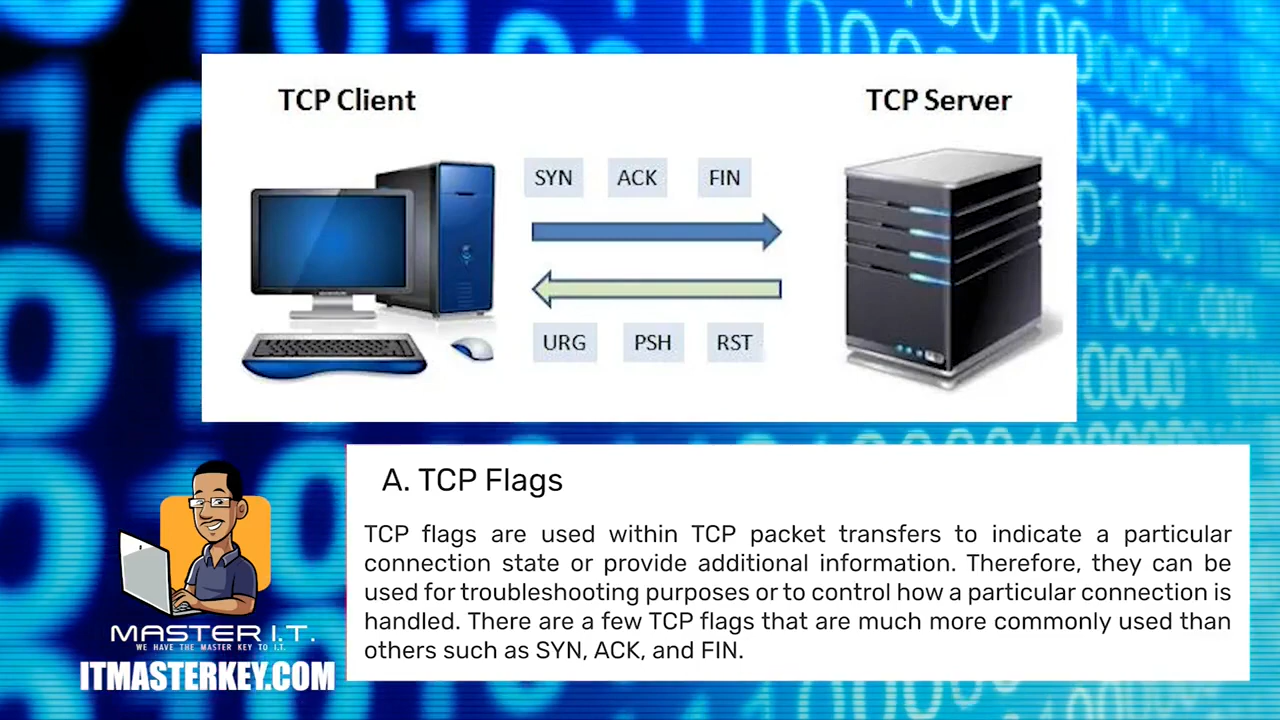 TCP Client
TCP Server
SYN ACK FIN
URG PSH RST
A. TCP Flags
TCP flags are used within TCP packet transfers to indicate a particular
connection state or provide additional information. Therefore, they can be
used for troubleshooting purposes or to control how a particular connection is
handled. There are a few TCP flags that are much more commonly used than
others such as SYN, ACK, and FIN.
MASTER I.T.
WE HAVE THE MASTER KEY TO I.T.
ITMASTERKEY.COM